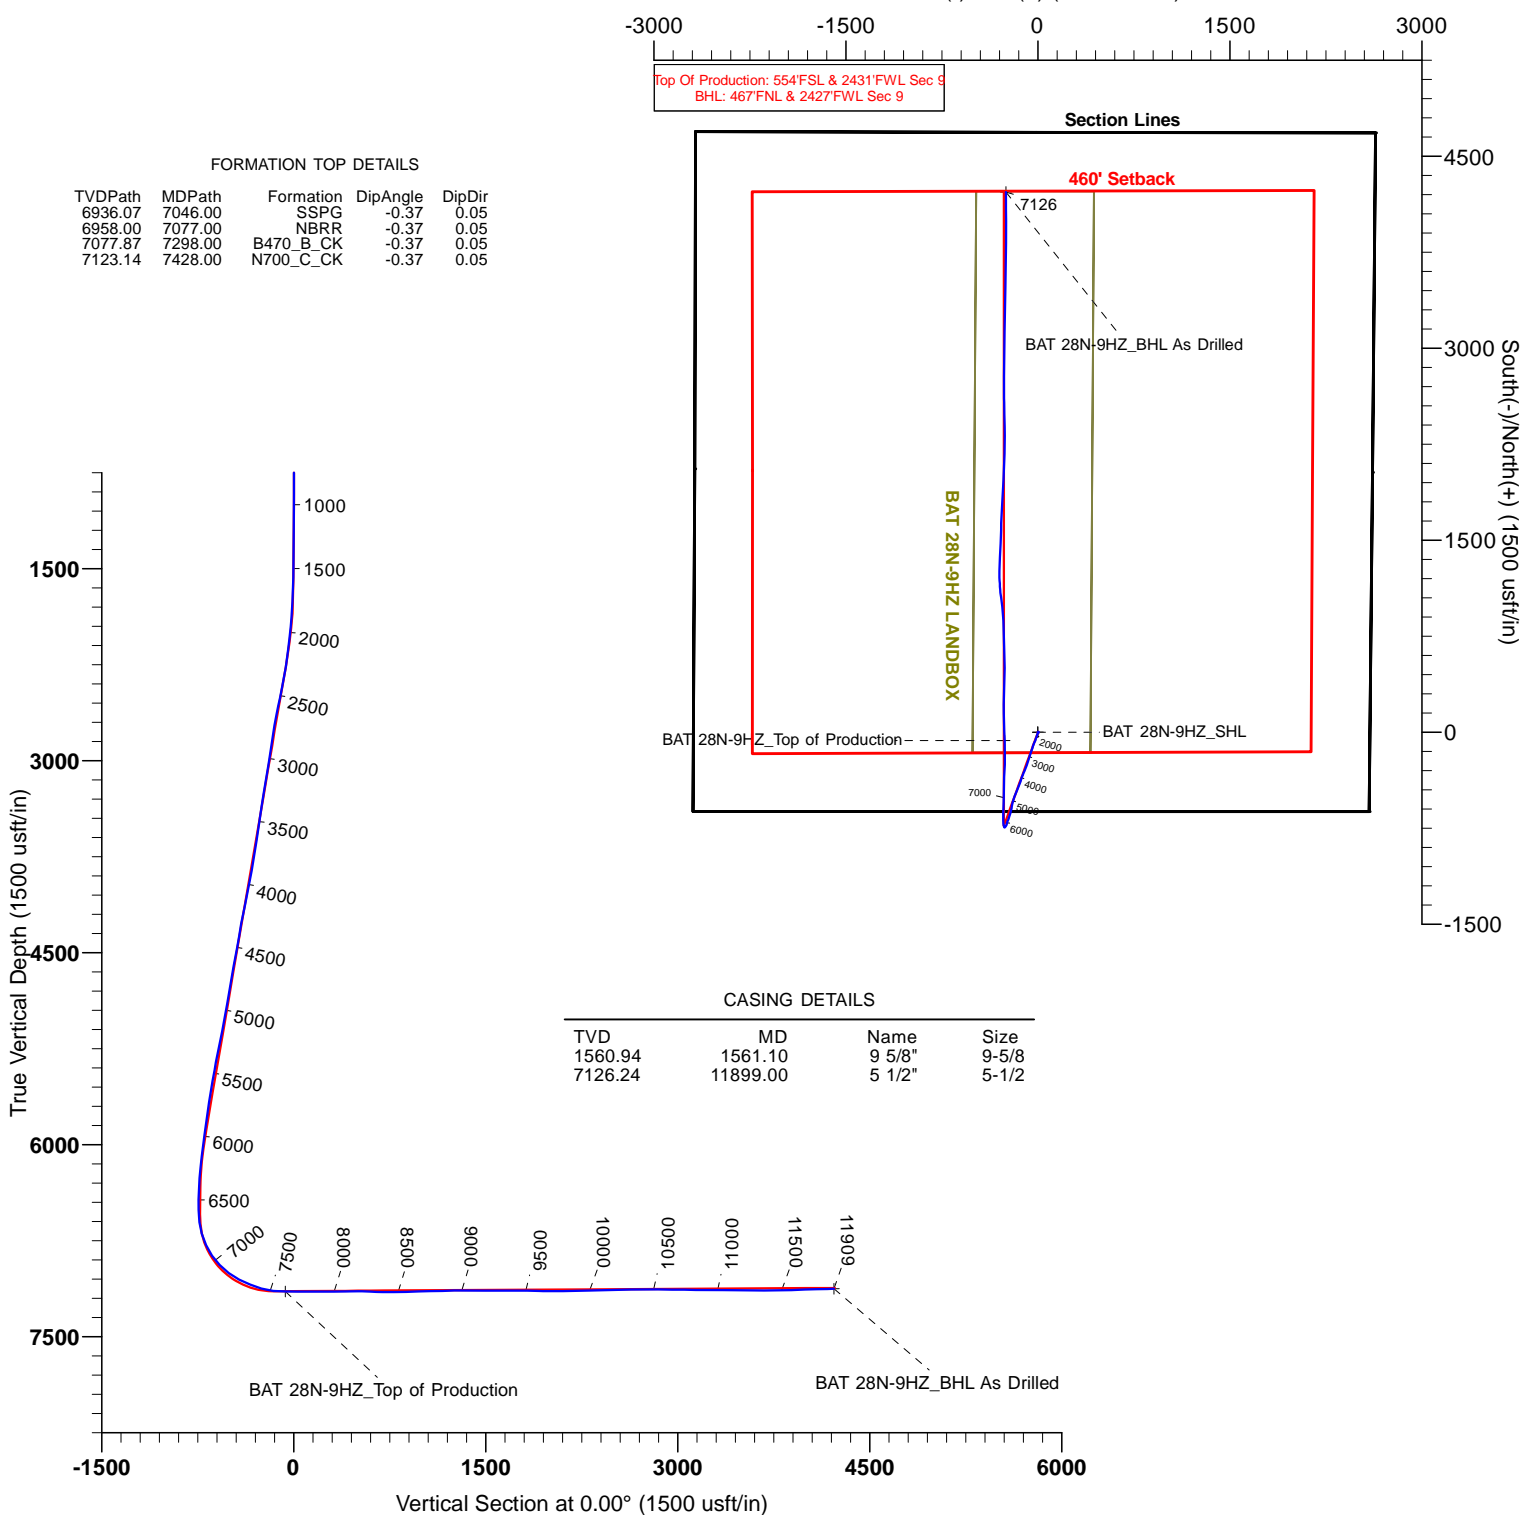 -3000 -1500 0 1500 3000
Top Of Production: 554'FSL & 2431'FWL Sec 9
BHL: 467'FNL & 2427'FWL Sec 9
Section Lines
460' Setback
7126
BAT 28N-9HZ_BHL As Drilled
BAT 28N-9HZ LANDBOX
BAT 28N-9HZ_Top of Production
BAT 28N-9HZ_SHL
2000
3000
4000
5000
6000
7000
4500
3000
1500
0
-1500
South(-)/North(+) (1500 usft/in)
FORMATION TOP DETAILS
TVDPath MDPath Formation DipAngle DipDir
6936.07 7046.00 SSPG -0.37 0.05
6958.00 7077.00 NBRR -0.37 0.05
7077.87 7298.00 B470_B_CK -0.37 0.05
7123.14 7428.00 N700_C_CK -0.37 0.05
1000
1500
2000
2500
3000
3500
4000
4500
5000
5500
6000
6500
7000
7500
8000
8500
9000
9500
10000
10500
11000
11500
11909
CASING DETAILS
TVD MD Name Size
1560.94 1561.10 9 5/8" 9-5/8
7126.24 11899.00 5 1/2" 5-1/2
1500
3000
4500
6000
7500
True Vertical Depth (1500 usft/in)
BAT 28N-9HZ_Top of Production
BAT 28N-9HZ_BHL As Drilled
-1500 0 1500 3000 4500 6000
Vertical Section at 0.00° (1500 usft/in)